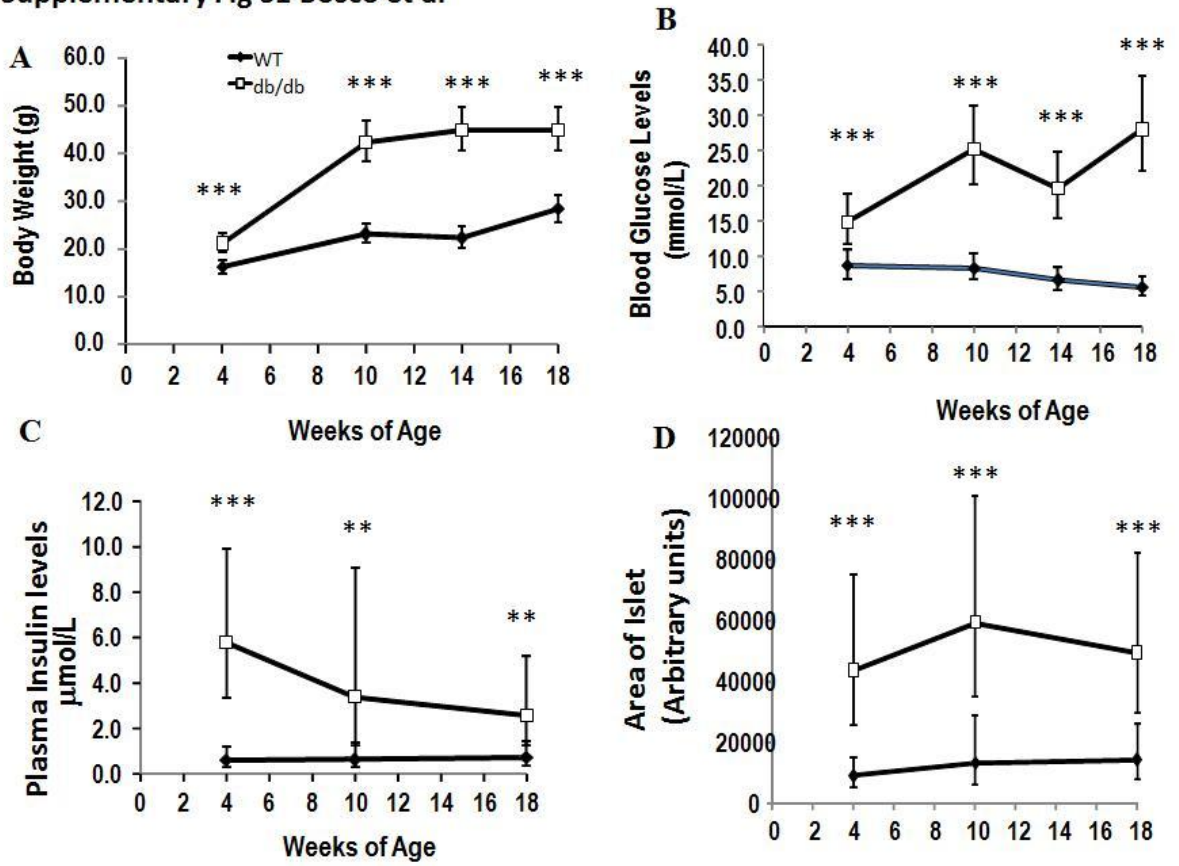 A
60.0
50.0
40.0
30.0
20.0
10.0
0.0
Body Weight (g)
WT
db/db
***
***
***
***
0 2 4 6 8 10 12 14 16 18
Weeks of Age
B
40.0
35.0
30.0
25.0
20.0
15.0
10.0
5.0
0.0
Blood Glucose Levels
(mmol/L)
***
***
***
***
0 2 4 6 8 10 12 14 16 18
Weeks of Age
C
12.0
10.0
8.0
6.0
4.0
2.0
0.0
Plasma Insulin levels
µmol/L
***
**
**
0 2 4 6 8 10 12 14 16 18
Weeks of Age
D
120000
100000
80000
60000
40000
20000
0
Area of Islet
(Arbitrary units)
***
***
***
0 2 4 6 8 10 12 14 16 18
Weeks of Age